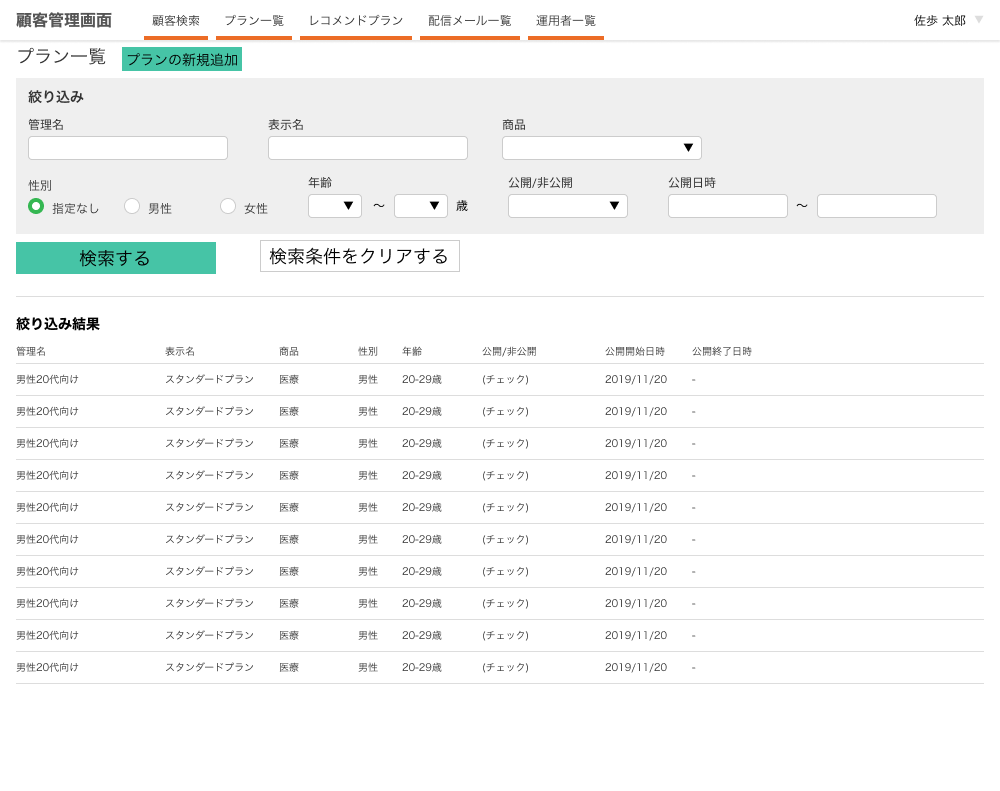 顧客管理画面 顧客検索 プラン一覧 レコメンドプラン 配信メール一覧 運用者一覧 佐歩 太郎 ▼
プラン一覧 プランの新規追加
絞り込み
管理名 表示名 商品
▼
性別 年齢 公開/非公開 公開日時
指定なし 男性 女性 ▼ 〜 ▼ 歳 ▼ 〜
検索する 検索条件をクリアする
絞り込み結果
管理名 表示名 商品 性別 年齢 公開/非公開 公開開始日時 公開終了日時
男性20代向け スタンダードプラン 医療 男性 20-29歳 (チェック) 2019/11/20 -
男性20代向け スタンダードプラン 医療 男性 20-29歳 (チェック) 2019/11/20 -
男性20代向け スタンダードプラン 医療 男性 20-29歳 (チェック) 2019/11/20 -
男性20代向け スタンダードプラン 医療 男性 20-29歳 (チェック) 2019/11/20 -
男性20代向け スタンダードプラン 医療 男性 20-29歳 (チェック) 2019/11/20 -
男性20代向け スタンダードプラン 医療 男性 20-29歳 (チェック) 2019/11/20 -
男性20代向け スタンダードプラン 医療 男性 20-29歳 (チェック) 2019/11/20 -
男性20代向け スタンダードプラン 医療 男性 20-29歳 (チェック) 2019/11/20 -
男性20代向け スタンダードプラン 医療 男性 20-29歳 (チェック) 2019/11/20 -
男性20代向け スタンダードプラン 医療 男性 20-29歳 (チェック) 2019/11/20 -